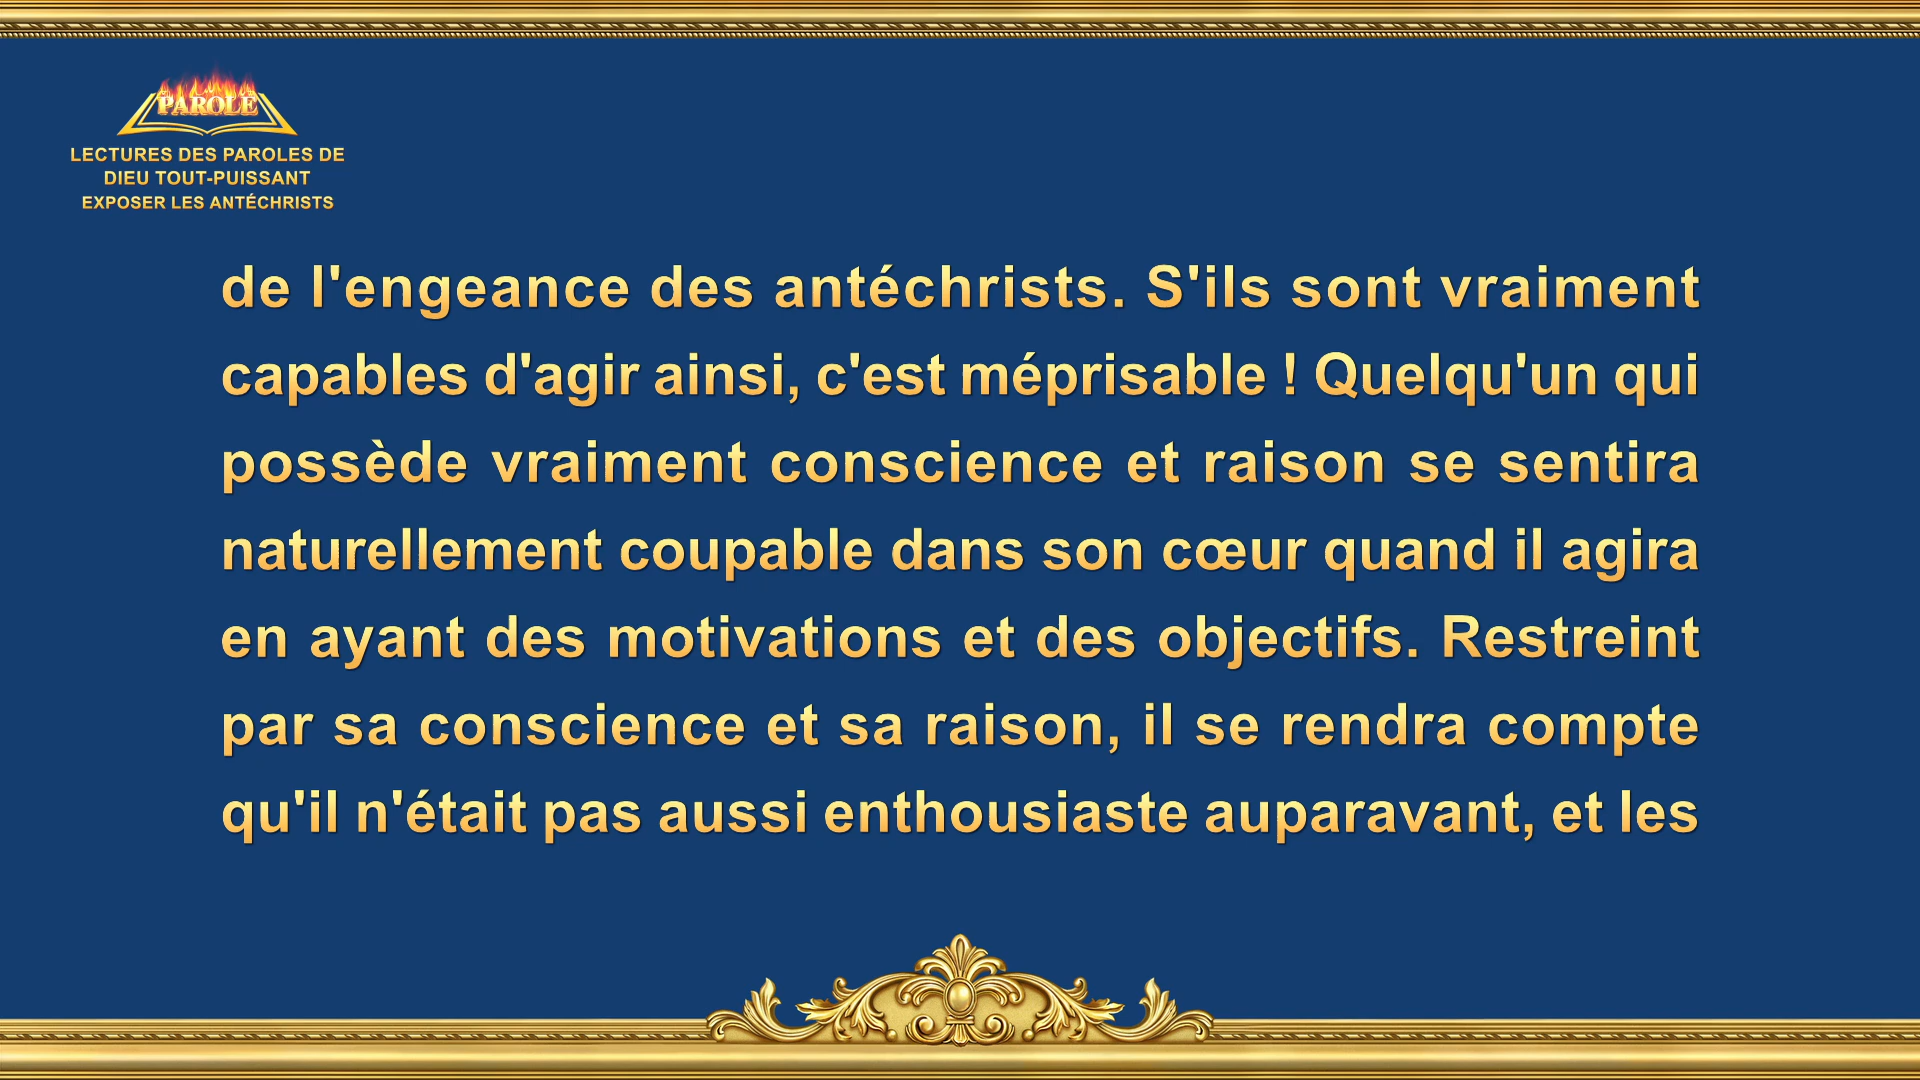 PAROLE
LECTURES DES PAROLES DE
DIEU TOUT-PUISSANT
EXPOSER LES ANTÉCHRISTS
de l'engeance des antéchrists. S'ils sont vraiment
capables d'agir ainsi, c'est méprisable ! Quelqu'un qui
possède vraiment conscience et raison se sentira
naturellement coupable dans son cœur quand il agira
en ayant des motivations et des objectifs. Restreint
par sa conscience et sa raison, il se rendra compte
qu'il n'était pas aussi enthousiaste auparavant, et les